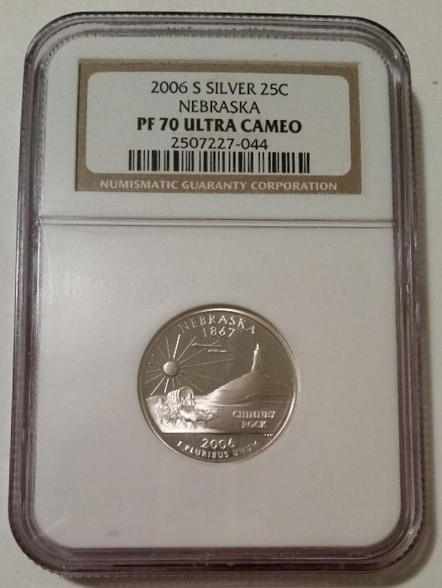 2006 S SILVER 25C
NEBRASKA
PF 70 ULTRA CAMEO
2507227-044
NUMISMATIC GUARANTY CORPORATION
NEBRASKA
1867
CHIMNEY
ROCK
2006
E PLURIBUS UNUM